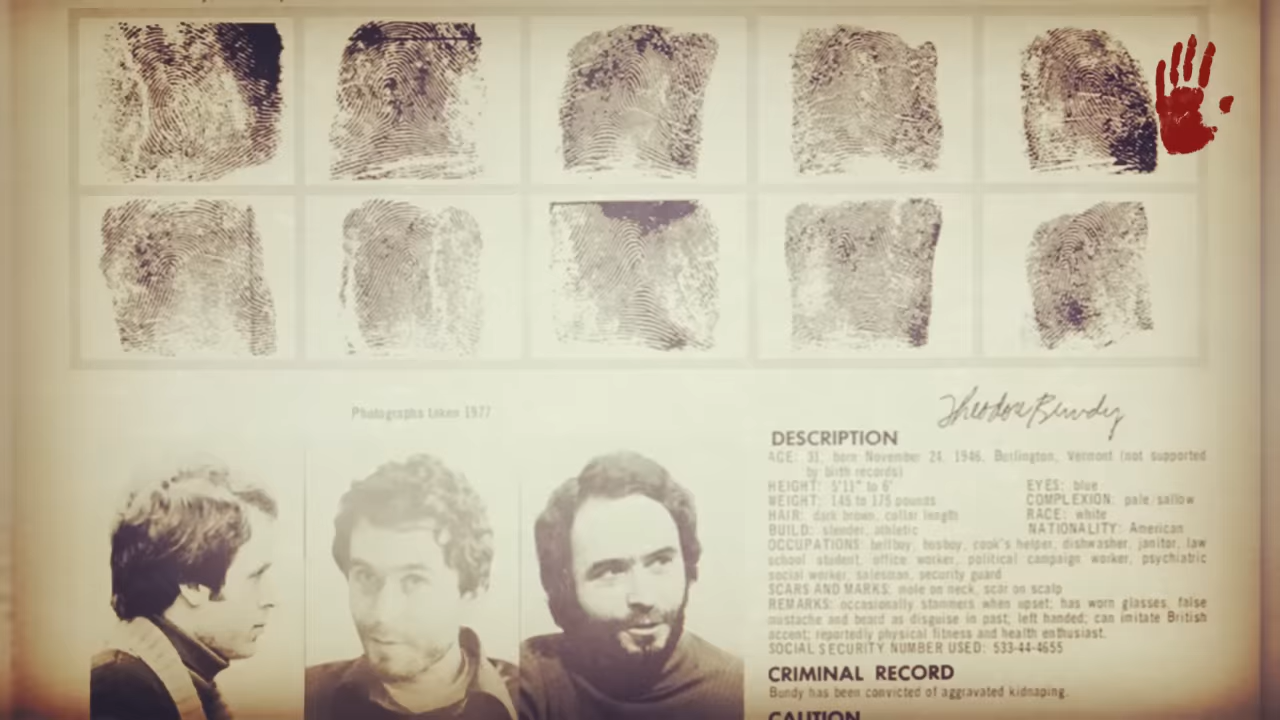 Photographs taken 1977
Theodore Bundy
DESCRIPTION
AGE: 31, born November 24, 1946, Burlington, Vermont (not supported
by birth records)
HEIGHT: 5'11" to 6'
EYES: blue
WEIGHT: 145 to 175 pounds
COMPLEXION: pale/sallow
HAIR: dark brown, collar length
RACE: white
BUILD: slender, athletic
NATIONALITY: American
OCCUPATIONS: bellboy, busboy, cook's helper, dishwasher, janitor, law
school student, office worker, political campaign worker, psychiatric
social worker, salesman, security guard
SCARS AND MARKS: mole on neck, scar on scalp
REMARKS: occasionally stammers when upset; has worn glasses, false
mustache and beard as disguise in past; left handed; can imitate British
accent; reportedly physical fitness and health enthusiast.
SOCIAL SECURITY NUMBER USED: 533-44-4655
CRIMINAL RECORD
Bundy has been convicted of aggravated kidnaping.
CAUTION